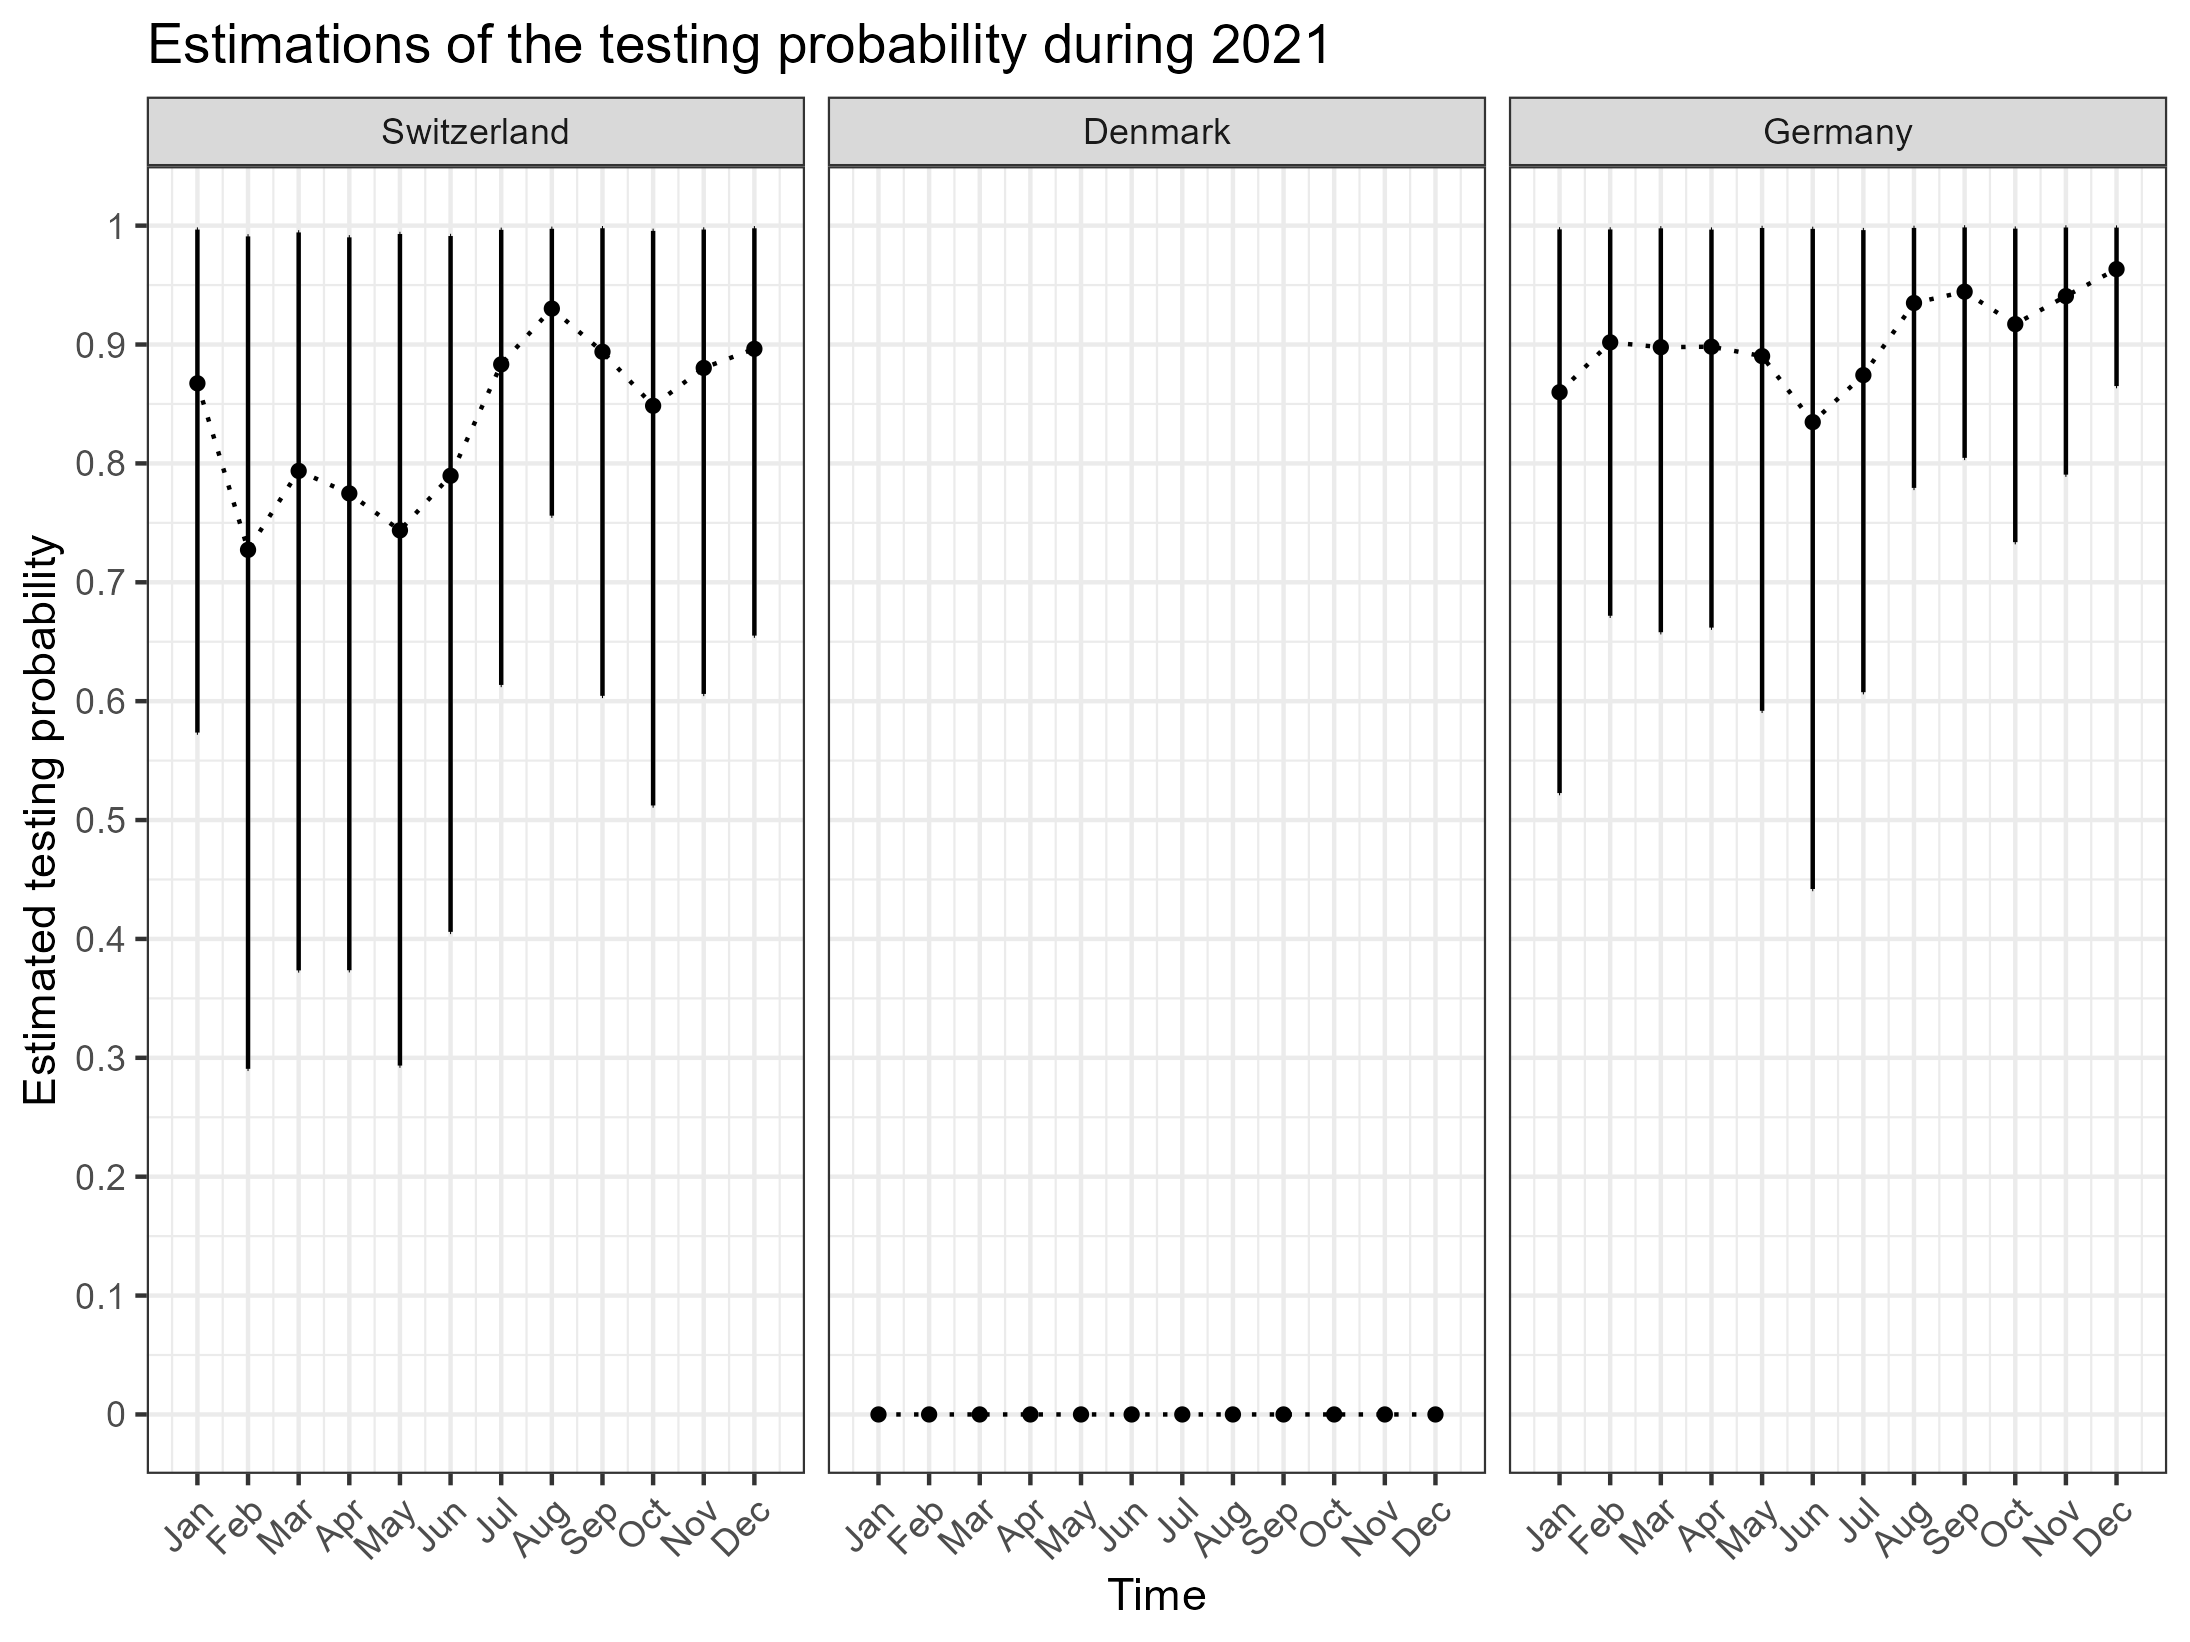 Estimations of the testing probability during 2021
Switzerland Denmark Germany
Estimated testing probability
1
0.9
0.8
0.7
0.6
0.5
0.4
0.3
0.2
0.1
0
Jan Feb Mar Apr May Jun Jul Aug Sep Oct Nov Dec Jan Feb Mar Apr May Jun Jul Aug Sep Oct Nov Dec Jan Feb Mar Apr May Jun Jul Aug Sep Oct Nov Dec
Time